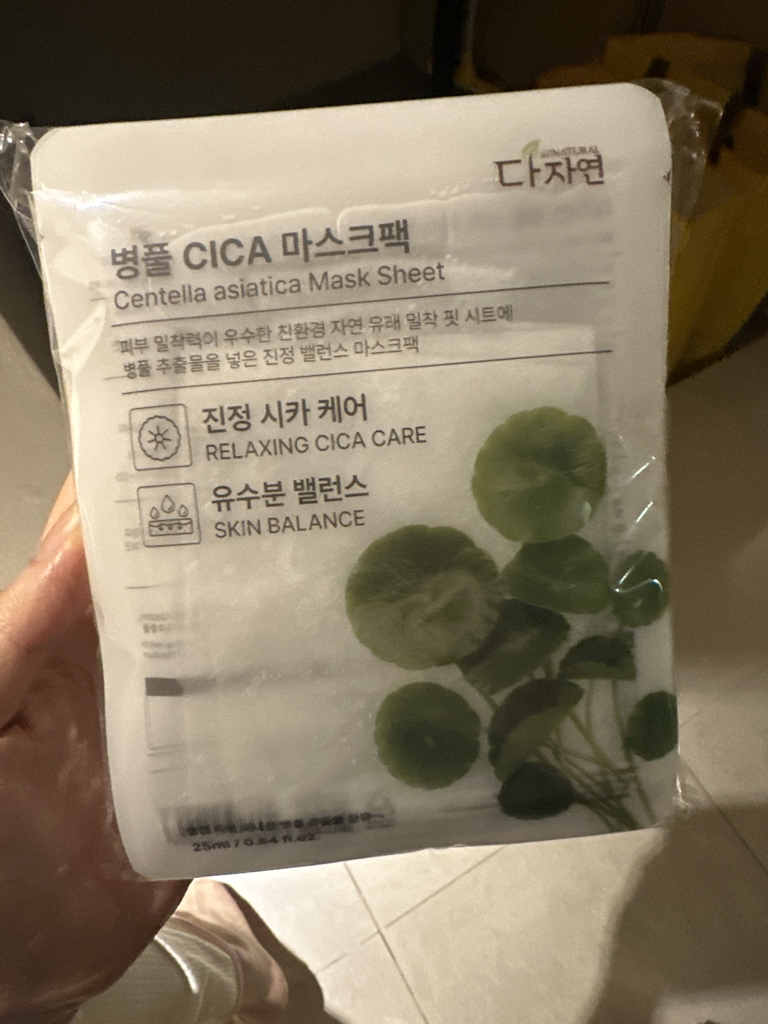 NATURAL
다자연
병풀 CICA 마스크팩
Centella asiatica Mask Sheet
피부 밀착력이 우수한 친환경 자연 유래 밀착 핏 시트에
병풀 추출물을 넣은 진정 밸런스 마스크팩
진정 시카 케어
RELAXING CICA CARE
유수분 밸런스
SKIN BALANCE
25ml / 0.84 fl.oz.